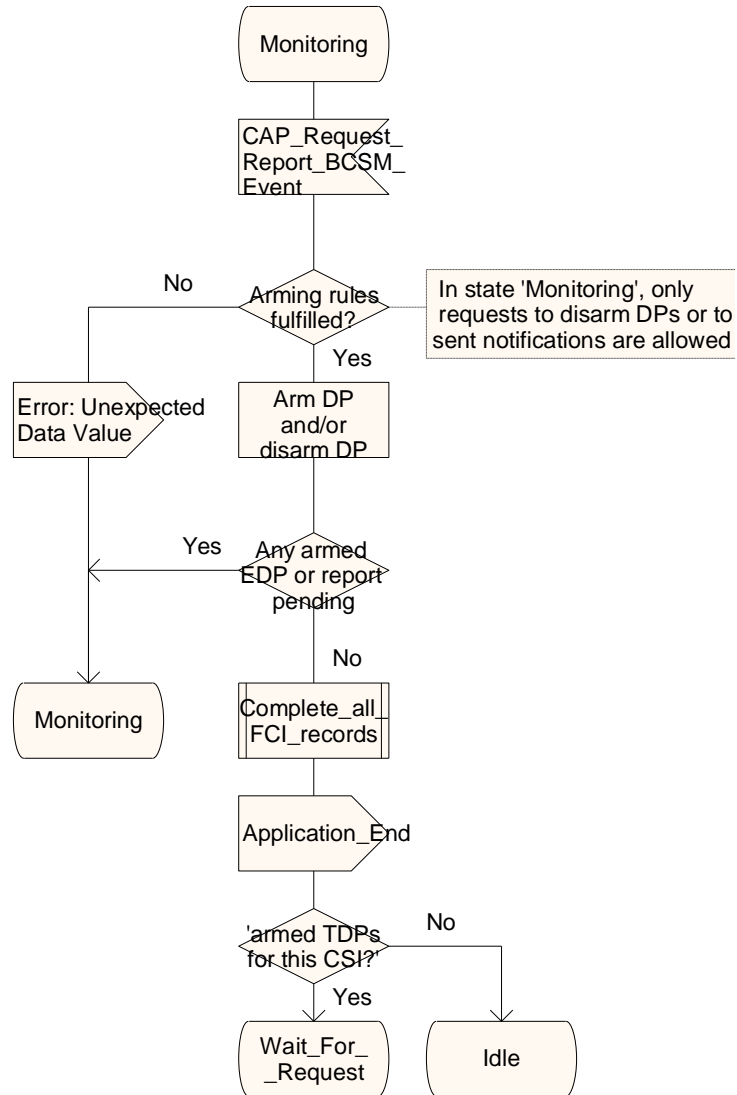 Monitoring
CAP_Request_
Report_BCSM_
Event
No
Arming rules
fulfilled?
In state 'Monitoring', only
requests to disarm DPs or to
sent notifications are allowed
Yes
Error: Unexpected
Data Value
Arm DP
and/or
disarm DP
Yes
Any armed
EDP or report
pending
No
Monitoring
Complete_all_
FCI_records
Application_End
'armed TDPs
for this CSI?'
No
Yes
Wait_For_
_Request
Idle